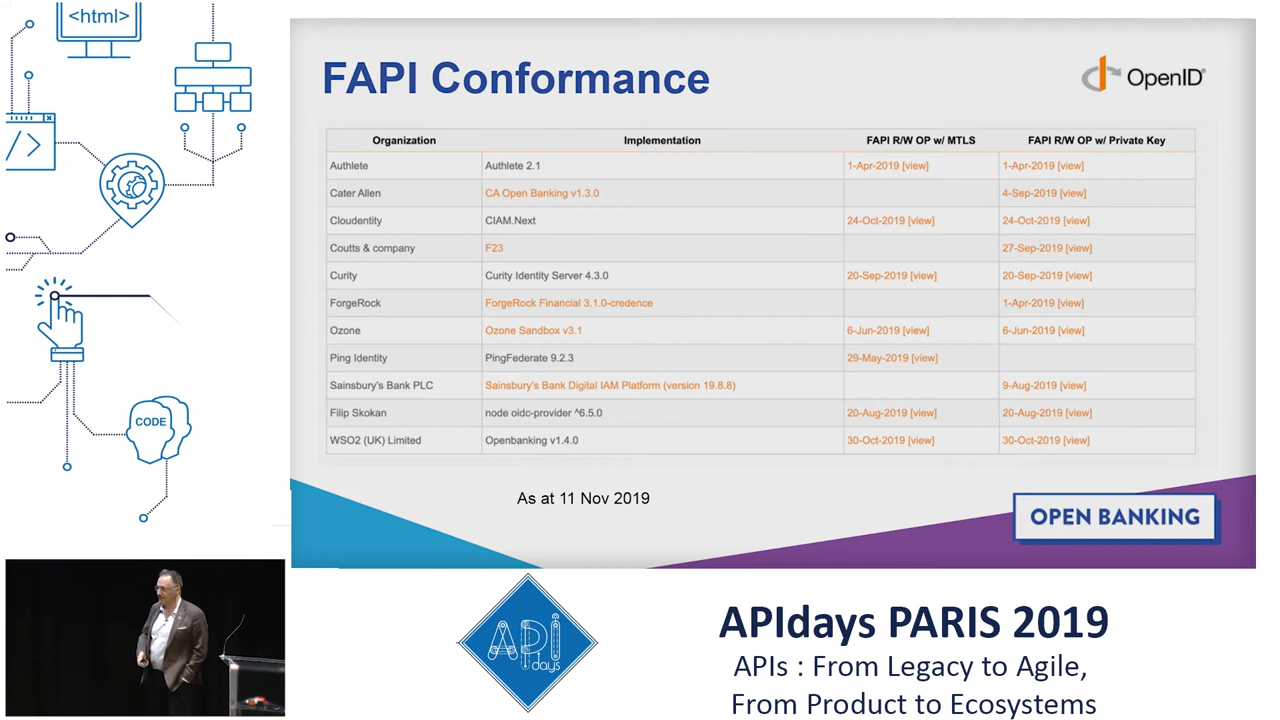 <html>
FAPI Conformance
OpenID®
Organization Implementation FAPI R/W OP w/ MTLS FAPI R/W OP w/ Private Key
Authlete Authlete 2.1 1-Apr-2019 [view] 1-Apr-2019 [view]
Cater Allen CA Open Banking v1.3.0 4-Sep-2019 [view]
Cloudentity CIAM.Next 24-Oct-2019 [view] 24-Oct-2019 [view]
Coutts & company F23 27-Sep-2019 [view]
Curity Curity Identity Server 4.3.0 20-Sep-2019 [view] 20-Sep-2019 [view]
ForgeRock ForgeRock Financial 3.1.0-credence 1-Apr-2019 [view]
Ozone Ozone Sandbox v3.1 6-Jun-2019 [view] 6-Jun-2019 [view]
Ping Identity PingFederate 9.2.3 29-May-2019 [view]
Sainsbury's Bank PLC Sainsbury's Bank Digital IAM Platform (version 19.8.8) 9-Aug-2019 [view]
Filip Skokan node oidc-provider ^6.5.0 20-Aug-2019 [view] 20-Aug-2019 [view]
WSO2 (UK) Limited Openbanking v1.4.0 30-Oct-2019 [view] 30-Oct-2019 [view]
As at 11 Nov 2019
OPEN BANKING
</>
CODE
API
days
APIdays PARIS 2019
APIs : From Legacy to Agile,
From Product to Ecosystems